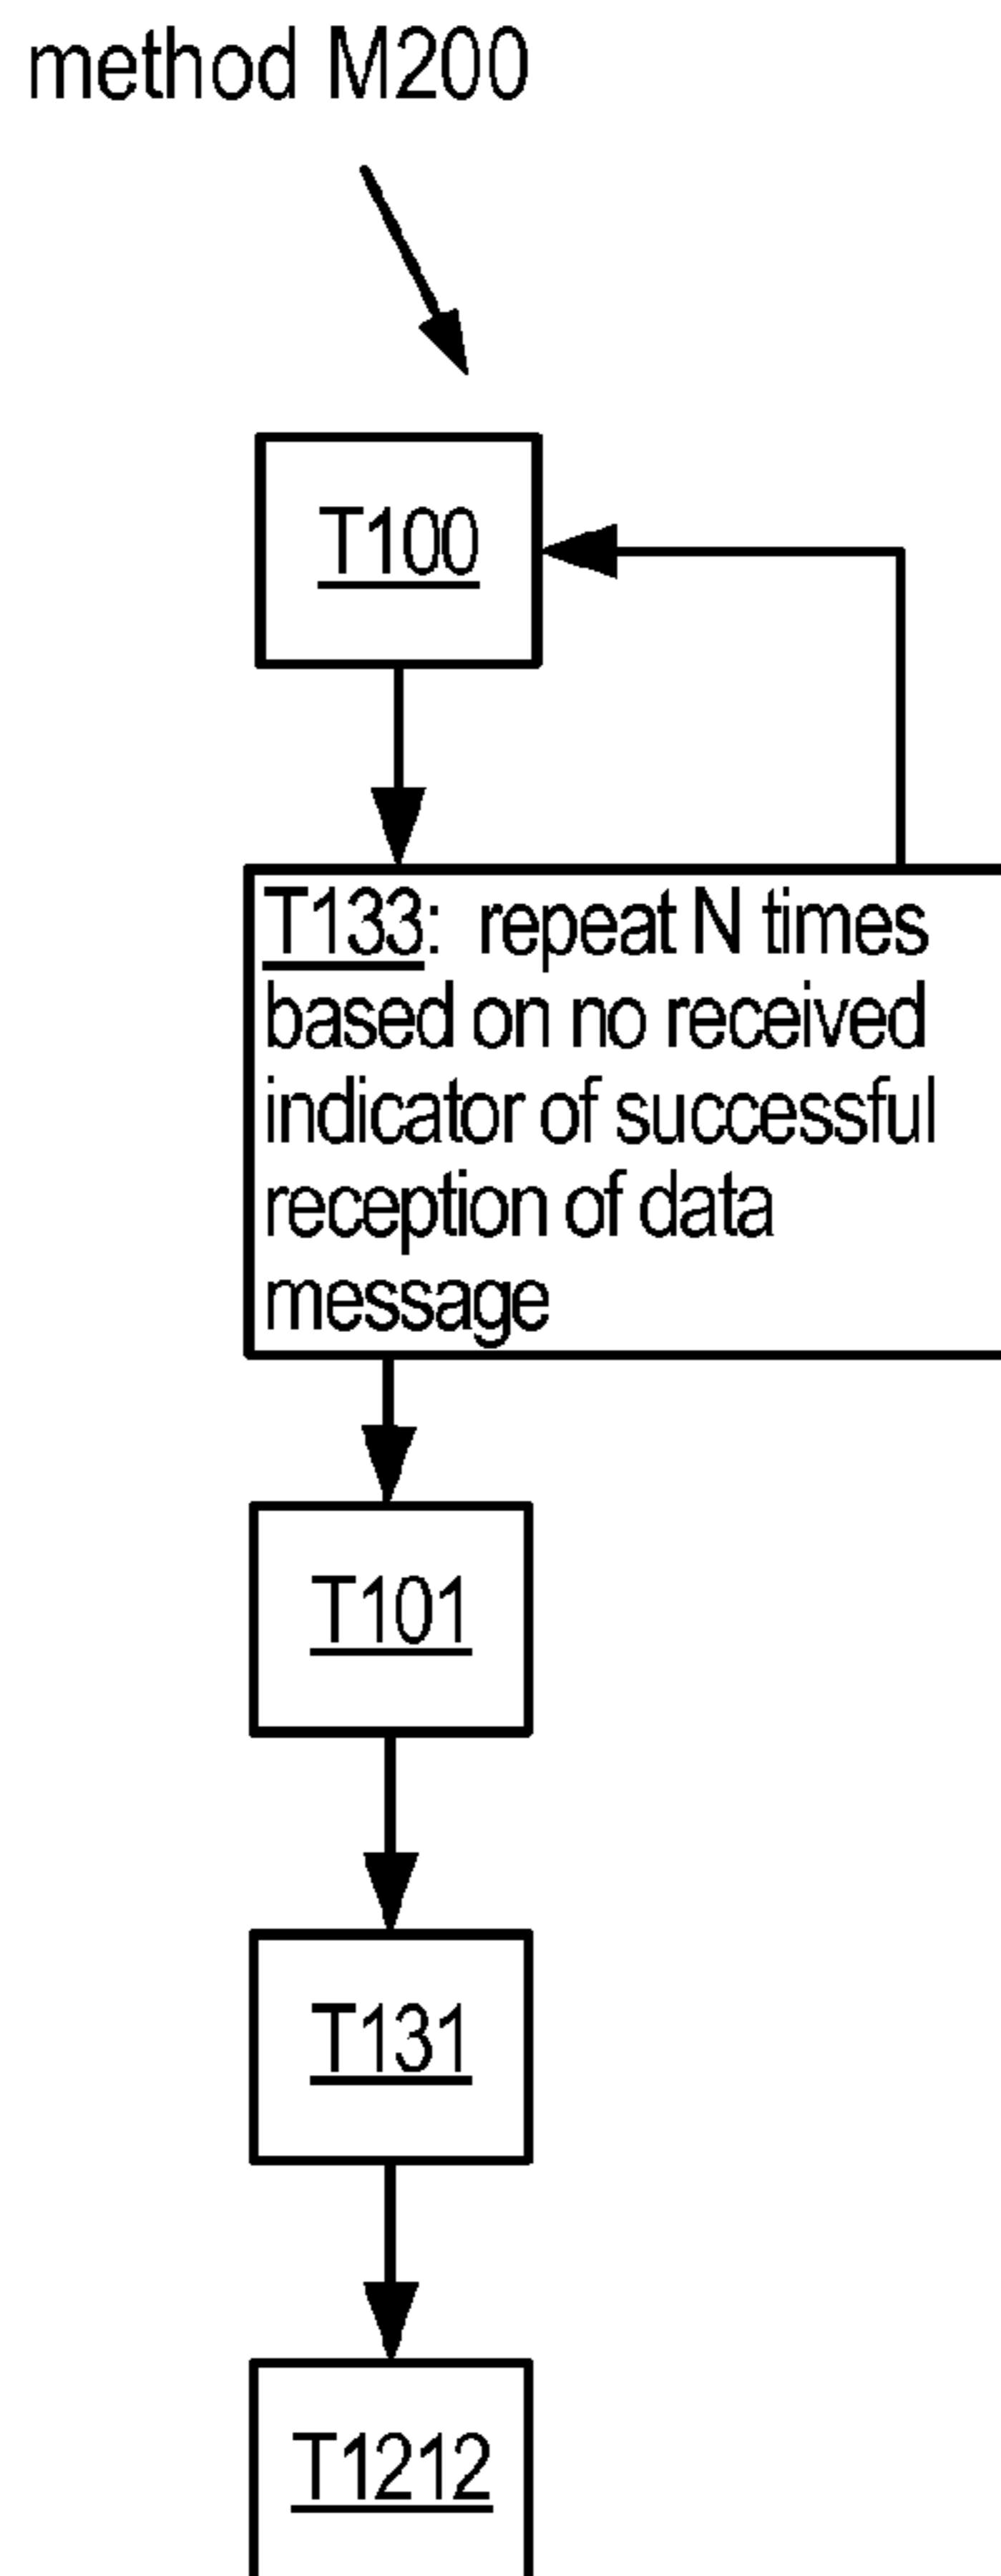 method M200
T100
T133: repeat N times
based on no received
indicator of successful
reception of data
message
T101
T131
T1212